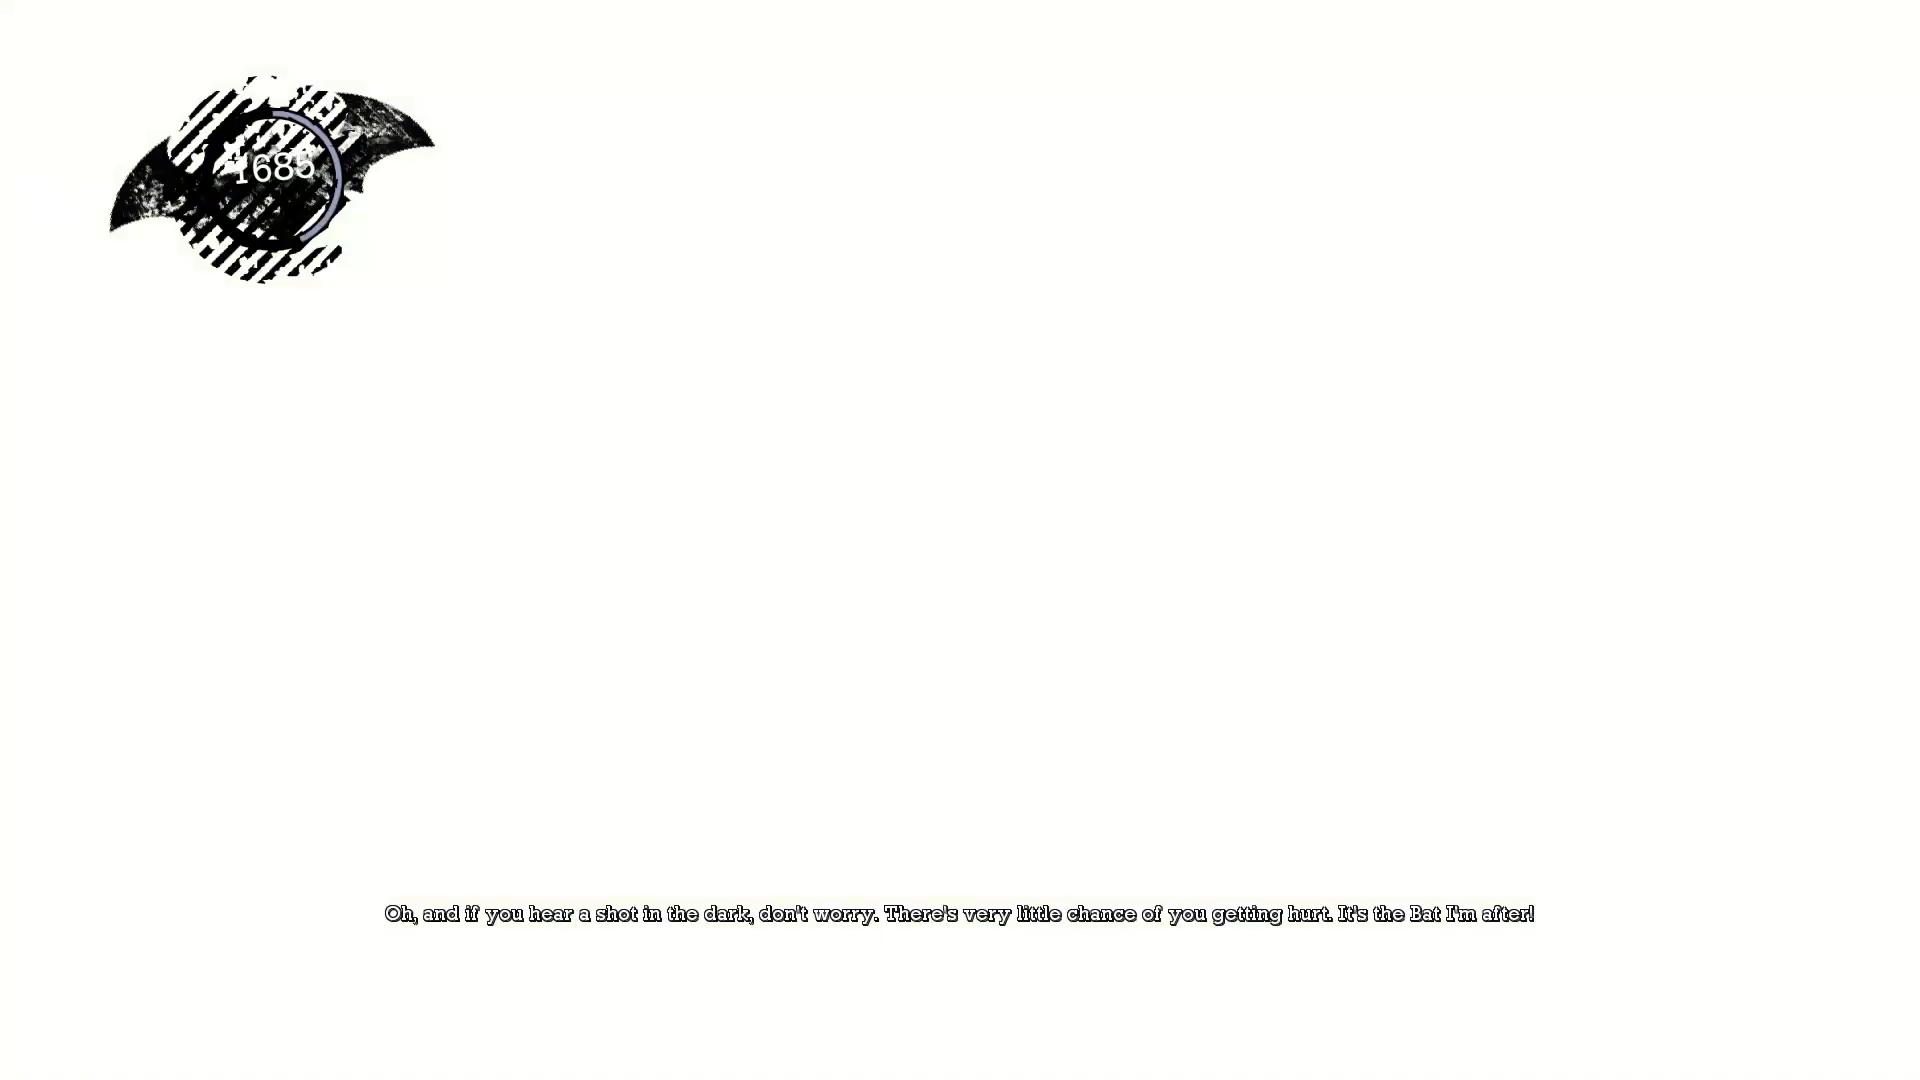 1685
Oh, and if you hear a shot in the dark, don't worry. There's very little chance of you getting hurt. It's the Bat I'm after!